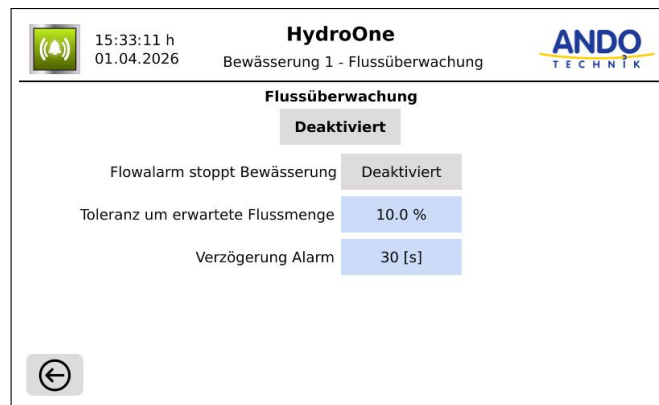 15:33:11 h
01.04.2026
HydroOne
Bewässerung 1 - Flussüberwachung
ANDO
TECHNIK
Flussüberwachung
Deaktiviert
Flowalarm stoppt Bewässerung Deaktiviert
Toleranz um erwartete Flussmenge 10.0 %
Verzögerung Alarm 30 [s]